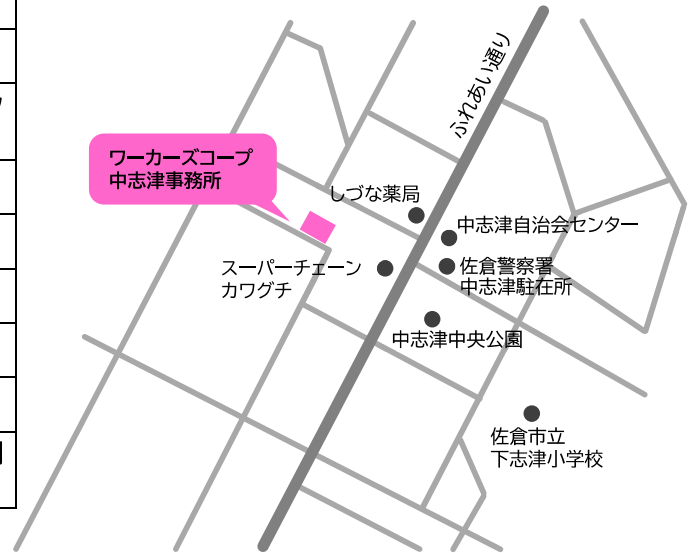 ふれあい通り
ワーカーズコープ
中志津事務所
しづな薬局
中志津自治会センター
スーパーチェーン
カワグチ
佐倉警察署
中志津駐在所
中志津中央公園
佐倉市立
下志津小学校